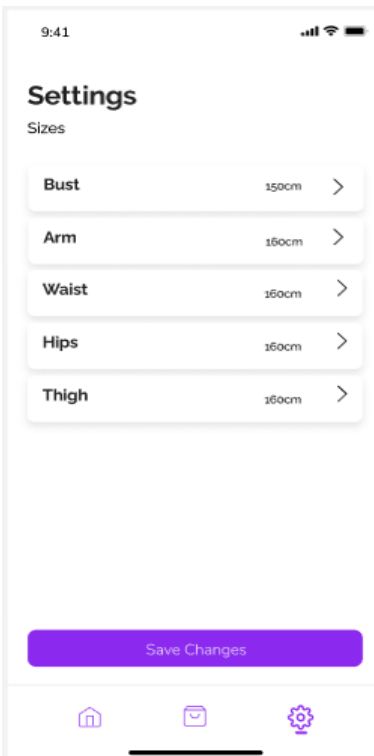 9:41
Settings
Sizes
Bust 150cm
Arm 160cm
Waist 160cm
Hips 160cm
Thigh 160cm
Save Changes